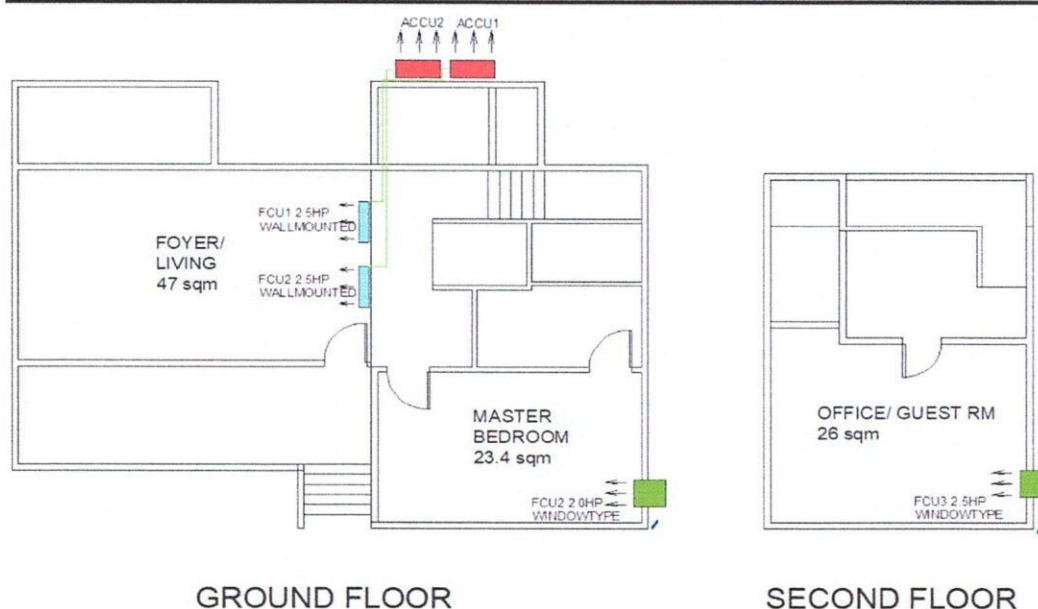 ACCU2 ACCU1
FCU1 2.5HP
WALLMOUNTED
FOYER/
LIVING
47 sqm
FCU2 2.5HP
WALLMOUNTED
MASTER
BEDROOM
23.4 sqm
FCU2 2.0HP
WINDOWTYPE
OFFICE/ GUEST RM
26 sqm
FCU3 2.5HP
WINDOWTYPE
GROUND FLOOR
SECOND FLOOR